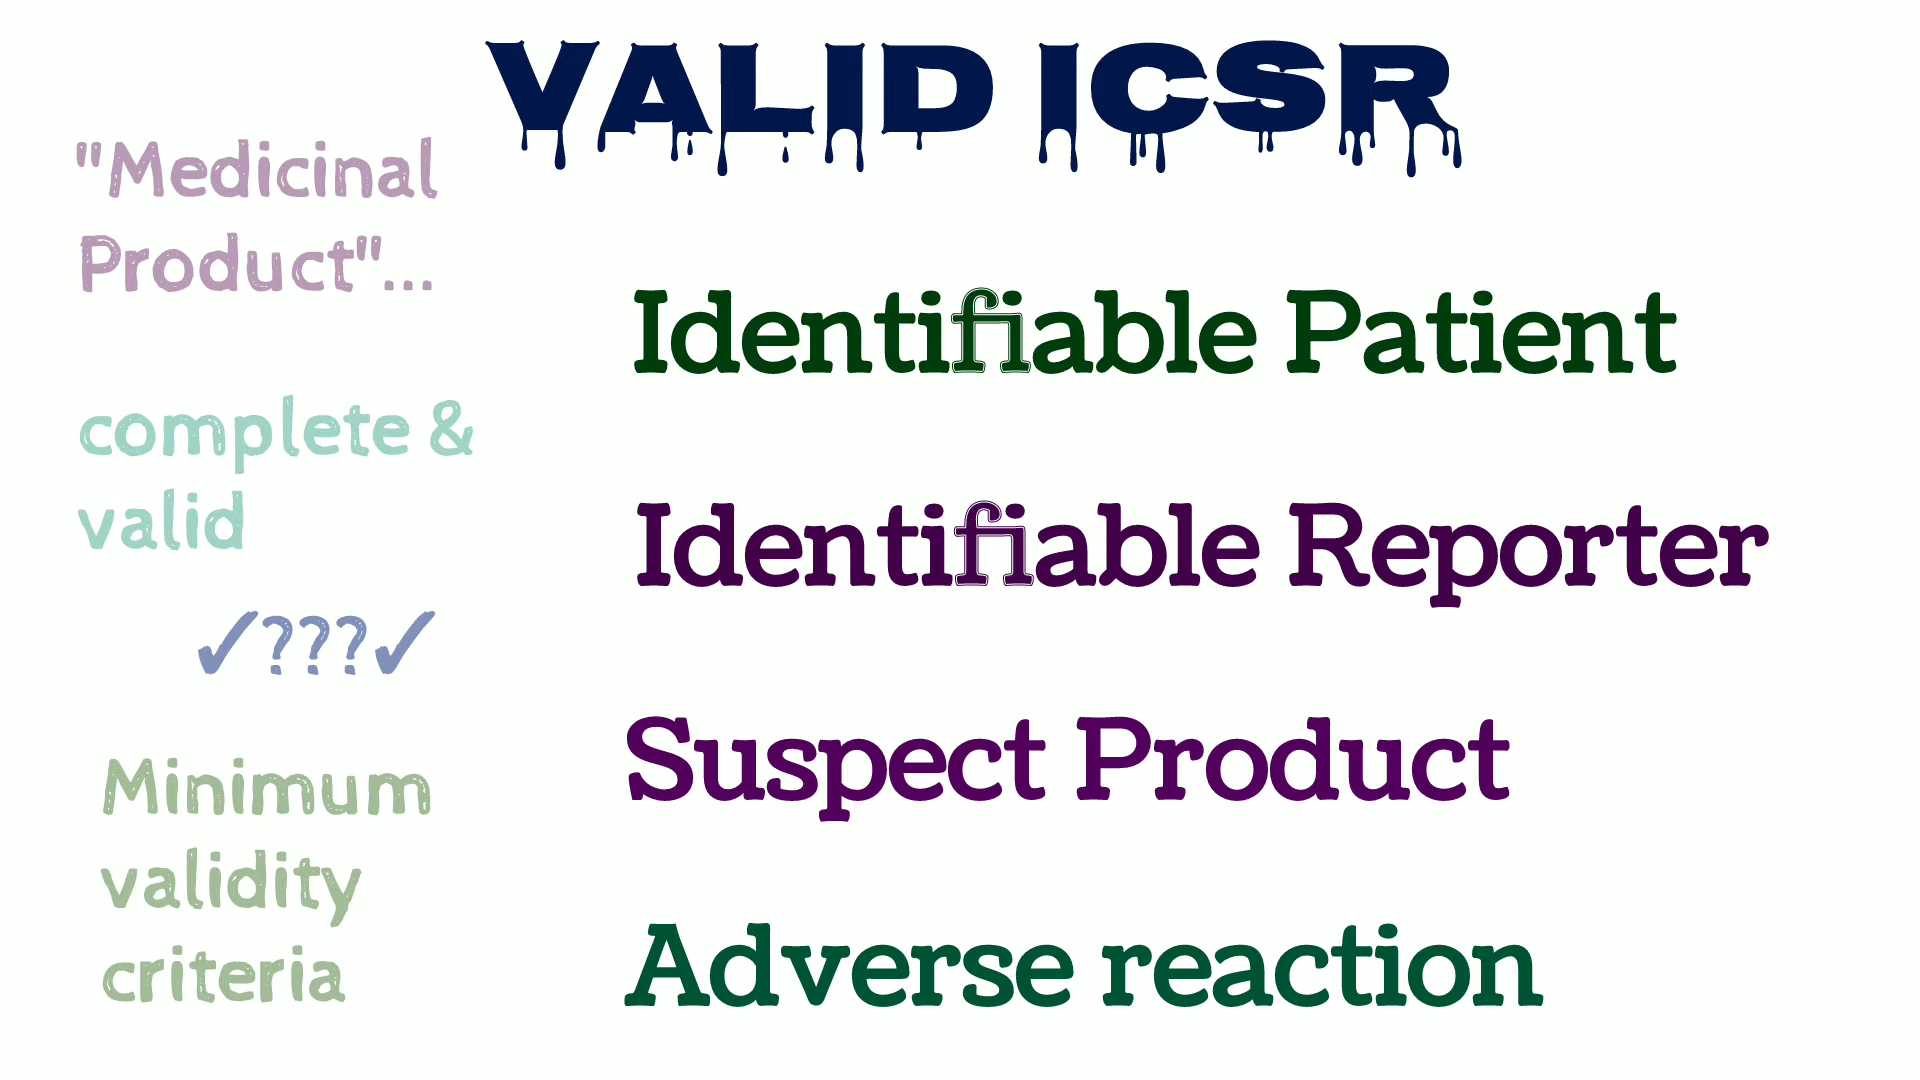 VALID ICSR
"Medicinal
Product"...
complete &
valid
✓???✓
Minimum
validity
criteria
Identifiable Patient
Identifiable Reporter
Suspect Product
Adverse reaction